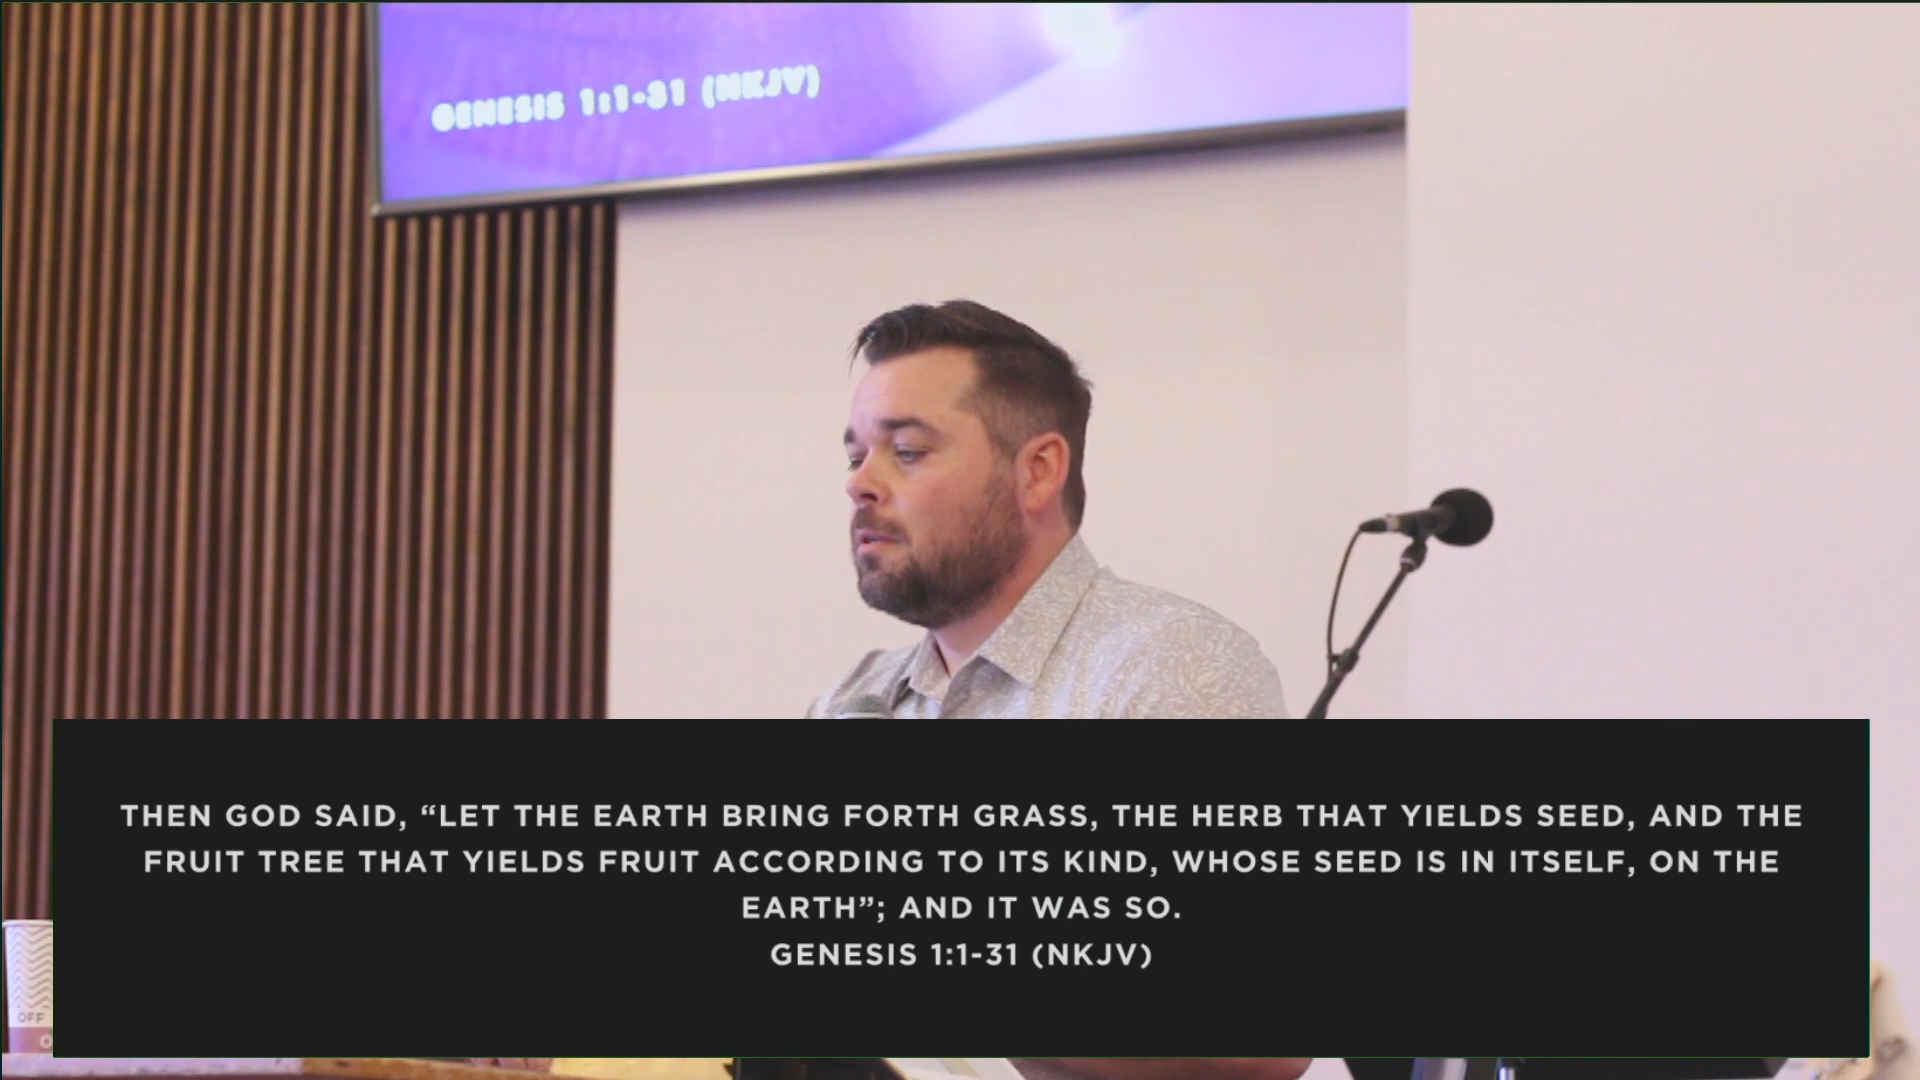 GENESIS 1:1-31 (NKJV)
THEN GOD SAID, “LET THE EARTH BRING FORTH GRASS, THE HERB THAT YIELDS SEED, AND THE
FRUIT TREE THAT YIELDS FRUIT ACCORDING TO ITS KIND, WHOSE SEED IS IN ITSELF, ON THE
EARTH”; AND IT WAS SO.
GENESIS 1:1-31 (NKJV)
OFF